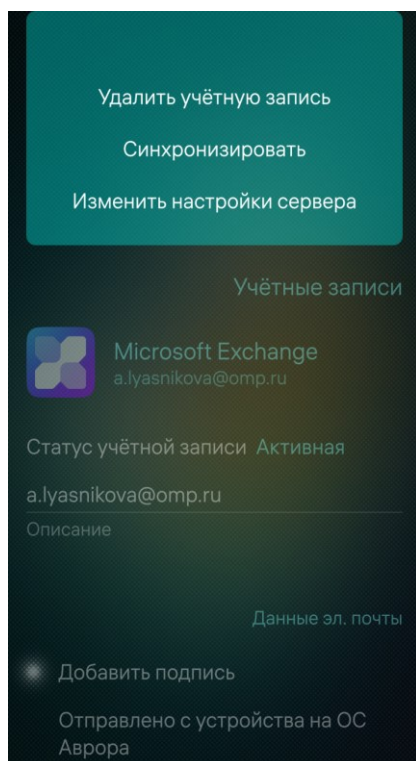 Удалить учётную запись
Синхронизировать
Изменить настройки сервера
Учётные записи
Microsoft Exchange
a.lyasnikova@omp.ru
Статус учётной записи Активная
a.lyasnikova@omp.ru
Описание
Данные эл. почты
Добавить подпись
Отправлено с устройства на ОС
Аврора